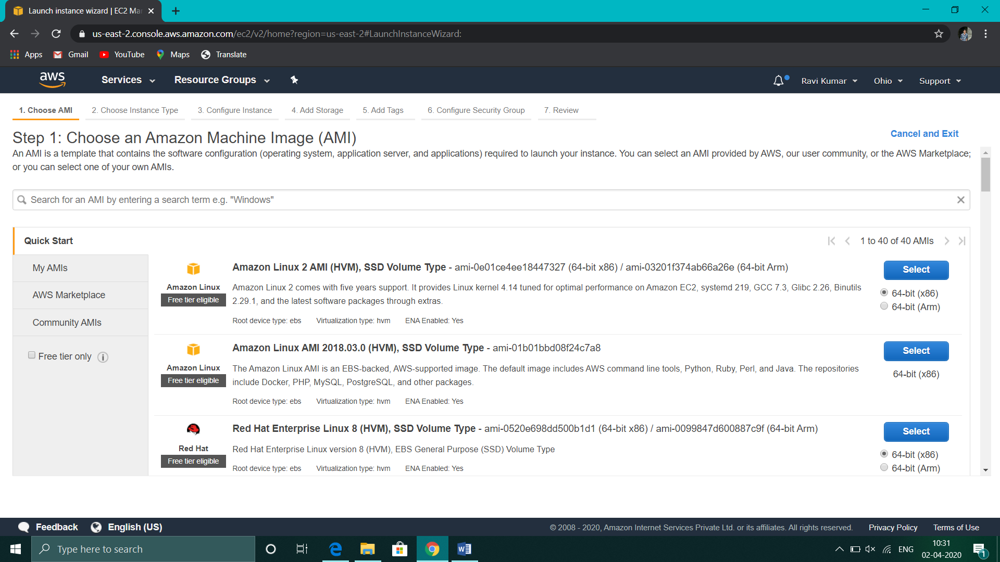 Launch instance wizard | EC2 Ma
us-east-2.console.aws.amazon.com/ec2/v2/home?region=us-east-2#LaunchInstanceWizard:
Apps Gmail YouTube Maps Translate
aws Services Resource Groups Ravi Kumar Ohio Support
1. Choose AMI 2. Choose Instance Type 3. Configure Instance 4. Add Storage 5. Add Tags 6. Configure Security Group 7. Review
Step 1: Choose an Amazon Machine Image (AMI)
Cancel and Exit
An AMI is a template that contains the software configuration (operating system, application server, and applications) required to launch your instance. You can select an AMI provided by AWS, our user community, or the AWS Marketplace;
or you can select one of your own AMIs.
Search for an AMI by entering a search term e.g. "Windows"
Quick Start
1 to 40 of 40 AMIs
My AMIs
AWS Marketplace
Community AMIs
Free tier only
Amazon Linux
Free tier eligible
Amazon Linux 2 AMI (HVM), SSD Volume Type - ami-0e01ce4ee18447327 (64-bit x86) / ami-03201f374ab66a26e (64-bit Arm)
Amazon Linux 2 comes with five years support. It provides Linux kernel 4.14 tuned for optimal performance on Amazon EC2, systemd 219, GCC 7.3, Glibc 2.26, Binutils
2.29.1, and the latest software packages through extras.
Root device type: ebs Virtualization type: hvm ENA Enabled: Yes
Select
64-bit (x86)
64-bit (Arm)
Amazon Linux
Free tier eligible
Amazon Linux AMI 2018.03.0 (HVM), SSD Volume Type - ami-01b01bbd08f24c7a8
The Amazon Linux AMI is an EBS-backed, AWS-supported image. The default image includes AWS command line tools, Python, Ruby, Perl, and Java. The repositories
include Docker, PHP, MySQL, PostgreSQL, and other packages.
Root device type: ebs Virtualization type: hvm ENA Enabled: Yes
Select
64-bit (x86)
Red Hat
Free tier eligible
Red Hat Enterprise Linux 8 (HVM), SSD Volume Type - ami-0520e698dd500b1d1 (64-bit x86) / ami-0099847d600887c9f (64-bit Arm)
Red Hat Enterprise Linux version 8 (HVM), EBS General Purpose (SSD) Volume Type
Root device type: ebs Virtualization type: hvm ENA Enabled: Yes
Select
64-bit (x86)
64-bit (Arm)
Feedback English (US) © 2008 - 2020, Amazon Internet Services Private Ltd. or its affiliates. All rights reserved. Privacy Policy Terms of Use
Type here to search
ENG
10:31
02-04-2020
1